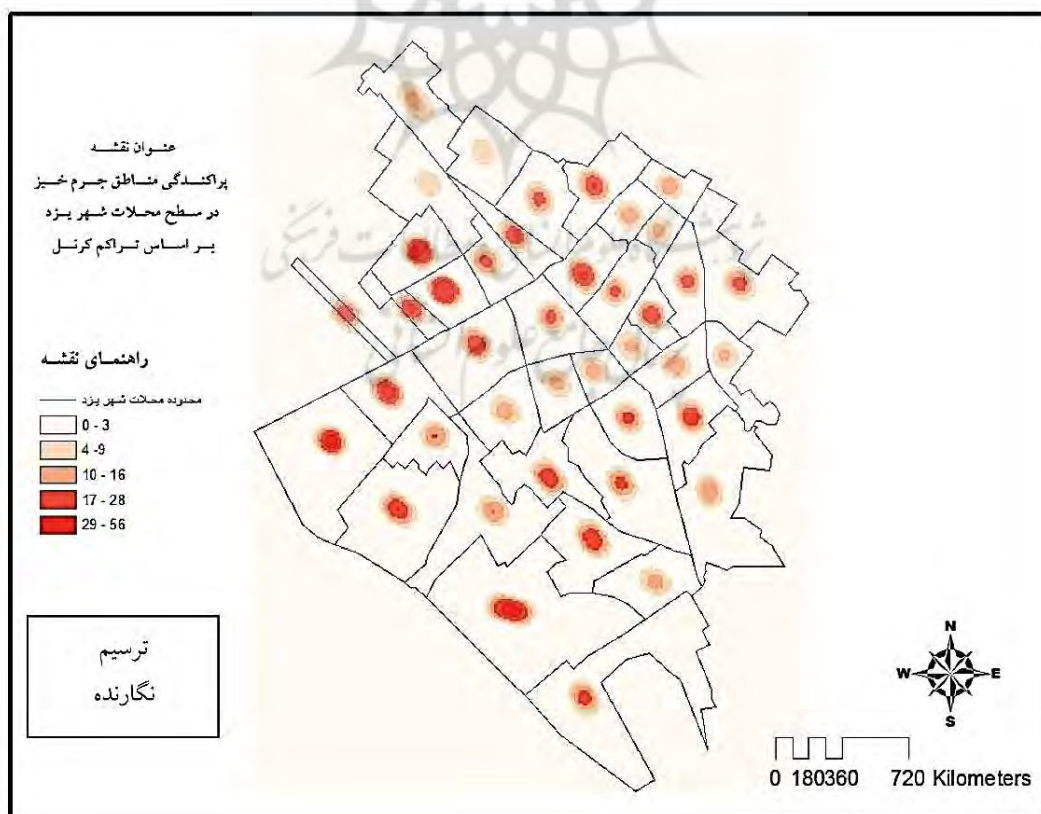 عنوان نقشه
پراکندگی مناطق جرم خیز
در سطح محلات شهر یزد
بر اساس تراکم کرنل
راهنمای نقشه
محدوده محلات شهر یزد
0 - 3
4 -9
10 - 16
17 - 28
29 - 56
ترسیم
نگارنده
N
W E
S
0 180360 720 Kilometers